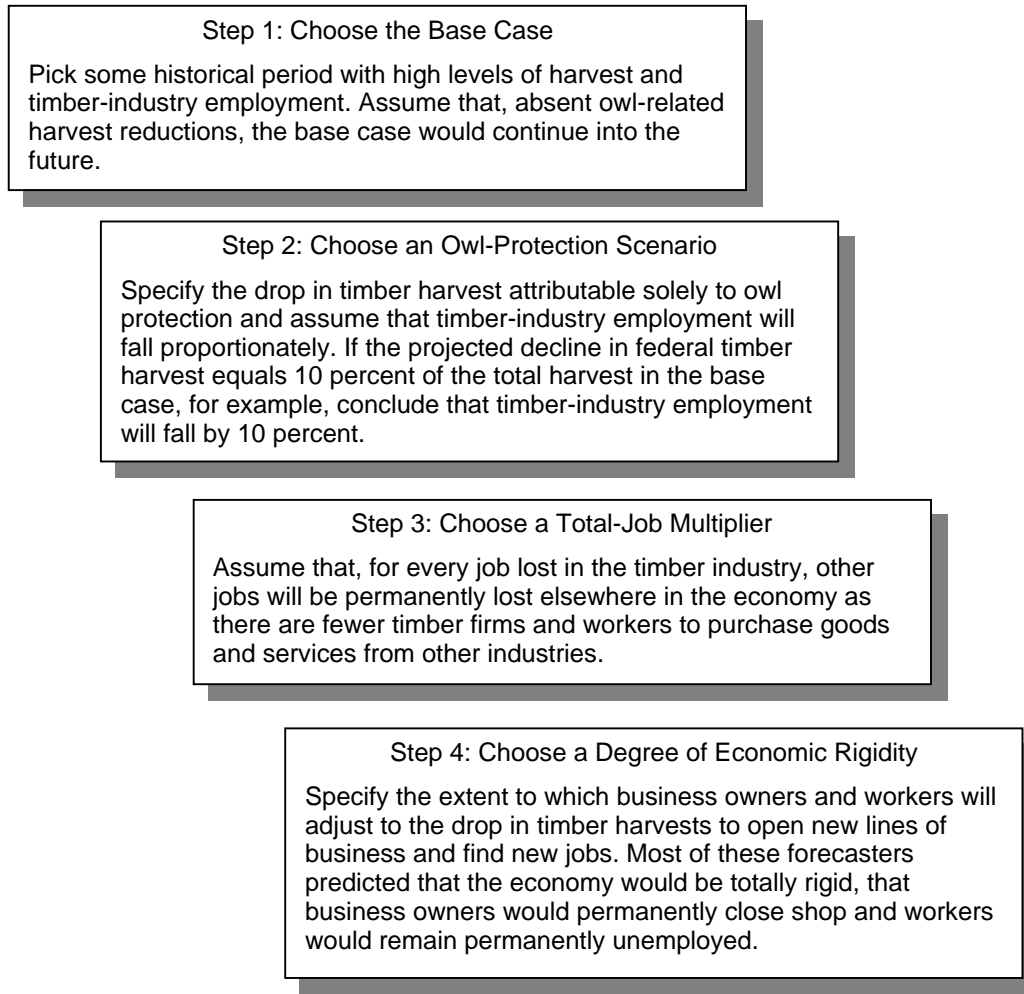 Step 1: Choose the Base Case
Pick some historical period with high levels of harvest and
timber-industry employment. Assume that, absent owl-related
harvest reductions, the base case would continue into the
future.
Step 2: Choose an Owl-Protection Scenario
Specify the drop in timber harvest attributable solely to owl
protection and assume that timber-industry employment will
fall proportionately. If the projected decline in federal timber
harvest equals 10 percent of the total harvest in the base
case, for example, conclude that timber-industry employment
will fall by 10 percent.
Step 3: Choose a Total-Job Multiplier
Assume that, for every job lost in the timber industry, other
jobs will be permanently lost elsewhere in the economy as
there are fewer timber firms and workers to purchase goods
and services from other industries.
Step 4: Choose a Degree of Economic Rigidity
Specify the extent to which business owners and workers will
adjust to the drop in timber harvests to open new lines of
business and find new jobs. Most of these forecasters
predicted that the economy would be totally rigid, that
business owners would permanently close shop and workers
would remain permanently unemployed.